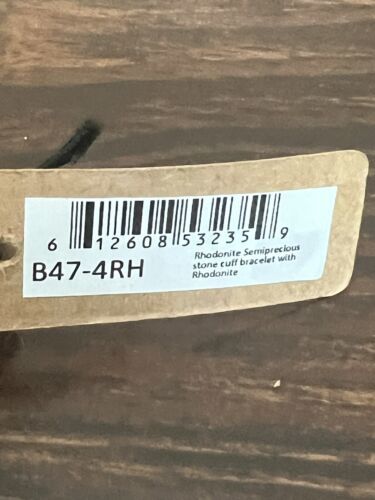 6 12608 53235 9
B47-4RH
Rhodonite Semiprecious
stone cuff bracelet with
Rhodonite